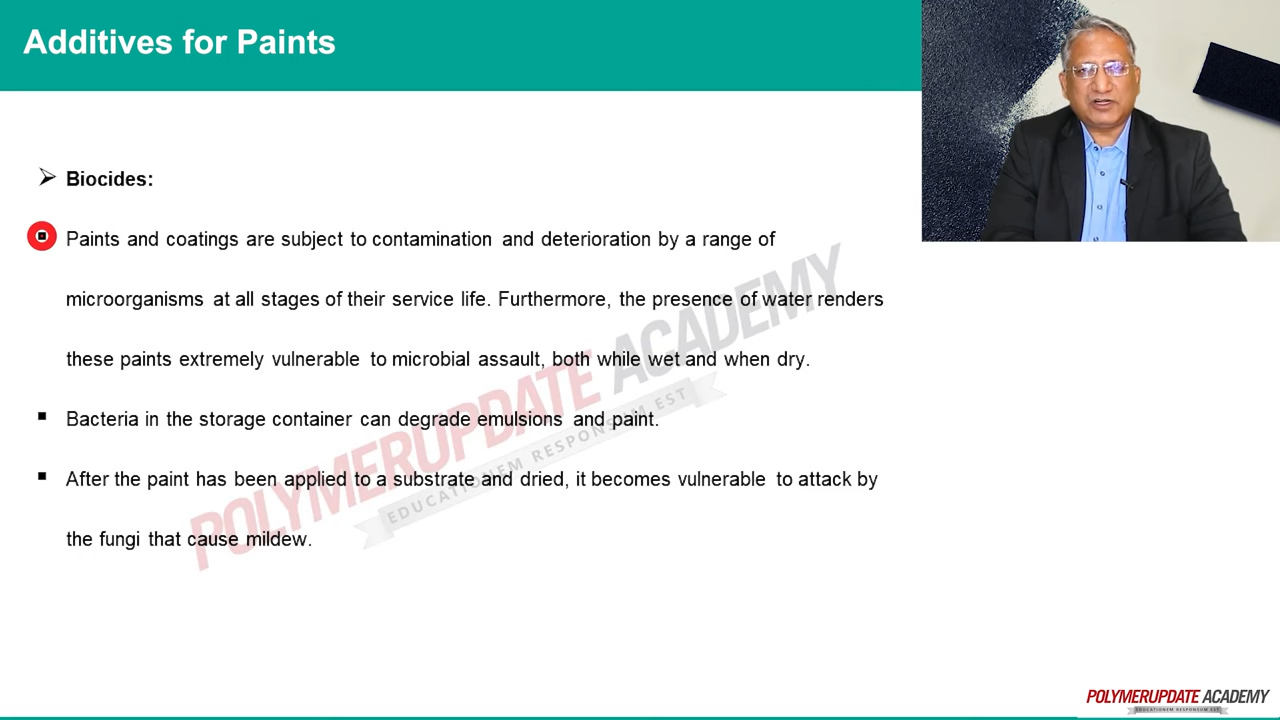 Additives for Paints
Biocides:
Paints and coatings are subject to contamination and deterioration by a range of
microorganisms at all stages of their service life. Furthermore, the presence of water renders
these paints extremely vulnerable to microbial assault, both while wet and when dry.
Bacteria in the storage container can degrade emulsions and paint.
After the paint has been applied to a substrate and dried, it becomes vulnerable to attack by
the fungi that cause mildew.
POLYMERUPDATE ACADEMY
EDUCATIONEM RESPONSUM EST
POLYMERUPDATE ACADEMY
EDUCATIONEM RESPONSUM EST